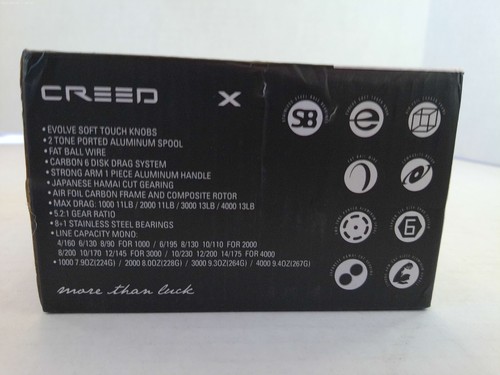 CREED X
• EVOLVE SOFT TOUCH KNOBS
• 2 TONE PORTED ALUMINUM SPOOL
• FAT BALL WIRE
• CARBON 6 DISK DRAG SYSTEM
• STRONG ARM 1 PIECE ALUMINUM HANDLE
• JAPANESE HAMAI CUT GEARING
• AIR FOIL CARBON FRAME AND COMPOSITE ROTOR
• MAX DRAG: 1000 11LB / 2000 11LB / 3000 13LB / 4000 13LB
• 5.2:1 GEAR RATIO
• 8+1 STAINLESS STEEL BEARINGS
• LINE CAPACITY MONO:
4/160 6/130 8/90 FOR 1000 / 6/195 8/130 10/110 FOR 2000
8/200 10/170 12/145 FOR 3000 / 10/230 12/200 14/175 FOR 4000
• 1000 7.9OZ(224G) / 2000 8.0OZ(228G) / 3000 9.3OZ(264G) / 4000 9.4OZ(267G)
more than luck
S8
e
FAT BALL WIRE
6